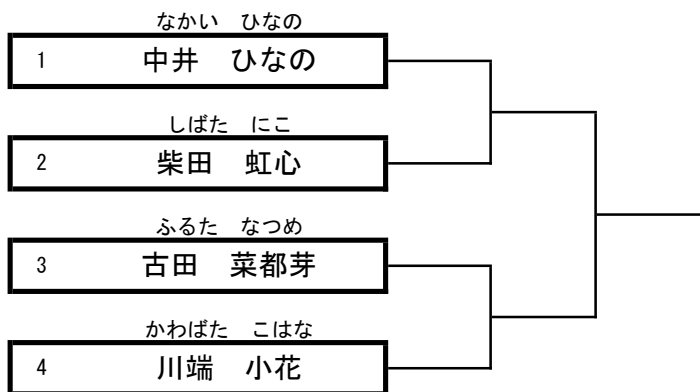 なかい　ひなの
1　中井　ひなの
しばた　にこ
2　柴田　虹心
ふるた　なつめ
3　古田　菜都芽
かわばた　こはな
4　川端　小花